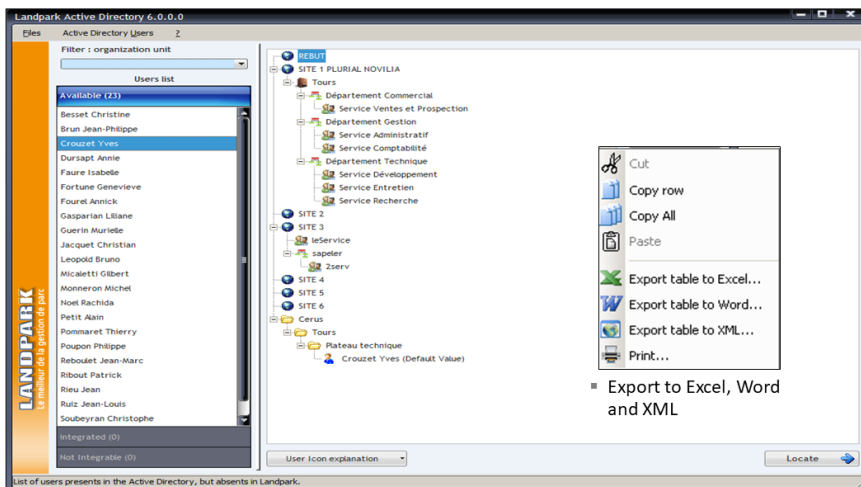 Landpark Active Directory 6.0.0.0
Files Active Directory Users ?
Filter : organization unit
Users list
Available (23)
Besset Christine
Brun Jean-Philippe
Crouzet Yves
Dursapt Annie
Faure Isabelle
Fortune Genevieve
Fourel Annick
Gasparian Liliane
Guerin Murielle
Jacquet Christian
Leopold Bruno
Micaletti Gilbert
Monneron Michel
Noel Rachida
Petit Alain
Pommaret Thierry
Poupon Philippe
Reboulet Jean-Marc
Ribout Patrick
Rieu Jean
Ruiz Jean-Louis
Soubeyran Christophe
Integrated (0)
Not Integrable (0)
LANDPARK
Le meilleur de la gestion de parc
REBUT
SITE 1 PLURIAL NOVILIA
Tours
Département Commercial
Service Ventes et Prospection
Département Gestion
Service Administratif
Service Comptabilité
Département Technique
Service Développement
Service Entretien
Service Recherche
SITE 2
SITE 3
leService
sapeler
2serv
SITE 4
SITE 5
SITE 6
Cerus
Tours
Plateau technique
Crouzet Yves (Default Value)
Cut
Copy row
Copy All
Paste
Export table to Excel...
Export table to Word...
Export table to XML...
Print...
▪ Export to Excel, Word
and XML
User Icon explanation
Locate
List of users presents in the Active Directory, but absents in Landpark.